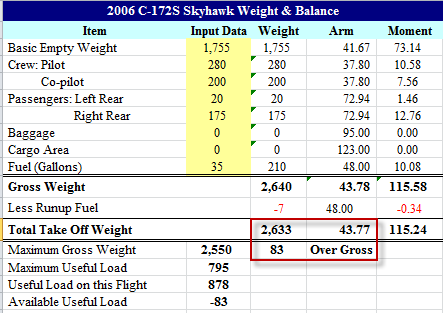 2006 C-172S Skyhawk Weight & Balance
Item Input Data Weight Arm Moment
Basic Empty Weight 1,755 1,755 41.67 73.14
Crew: Pilot 280 280 37.80 10.58
Co-pilot 200 200 37.80 7.56
Passengers: Left Rear 20 20 72.94 1.46
Right Rear 175 175 72.94 12.76
Baggage 0 0 95.00 0.00
Cargo Area 0 0 123.00 0.00
Fuel (Gallons) 35 210 48.00 10.08
Gross Weight 2,640 43.78 115.58
Less Runup Fuel -7 48.00 -0.34
Total Take Off Weight 2,633 43.77 115.24
Maximum Gross Weight 2,550 83 Over Gross
Maximum Useful Load 795
Useful Load on this Flight 878
Available Useful Load -83